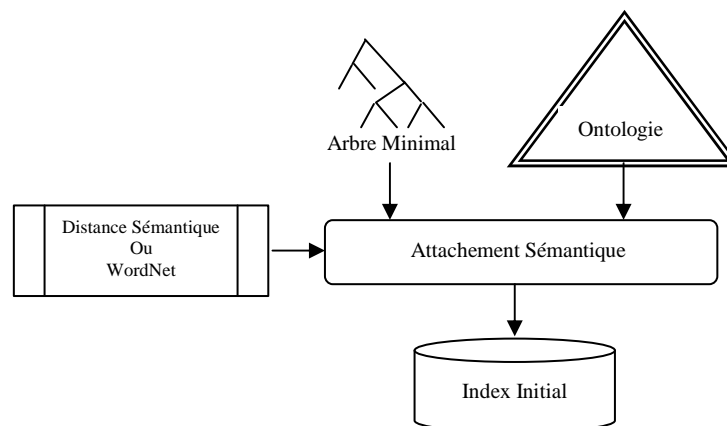 Arbre Minimal
Ontologie
Distance Sémantique
Ou
WordNet
Attachement Sémantique
Index Initial